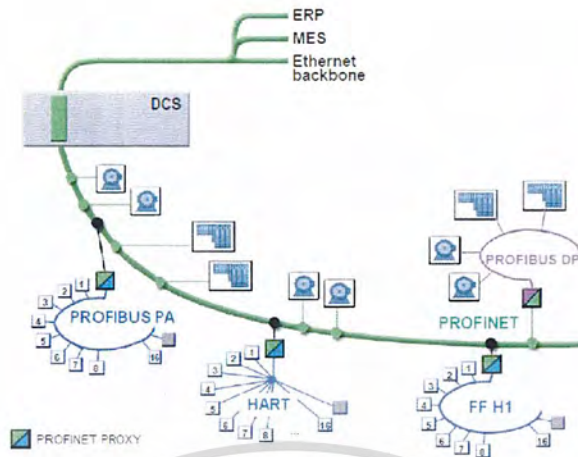 ERP
MES
Ethernet
backbone
DCS
PROFIBUS DP
PROFINET
1
2
3
4
5
6
7
8
16
PROFIBUS PA
1
2
3
4
5
6
7
8
...
16
HART
1
2
3
4
5
6
7
8
16
FF H1
PROFINET PROXY